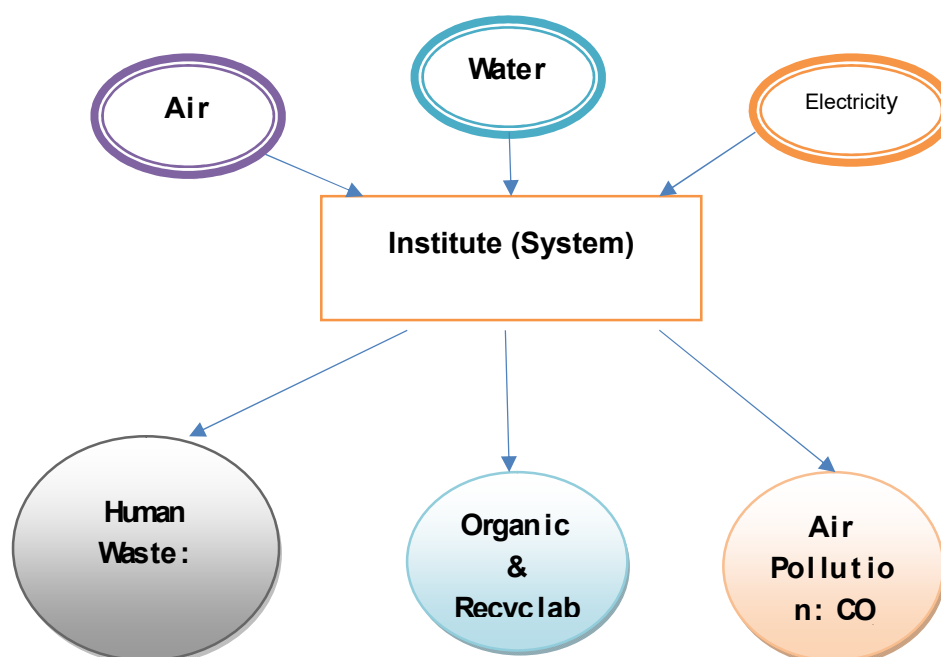 Air
Water
Electricity
Institute (System)
Human
Waste:
Organic
&
Recyclab
Air
Pollutio
n: CO